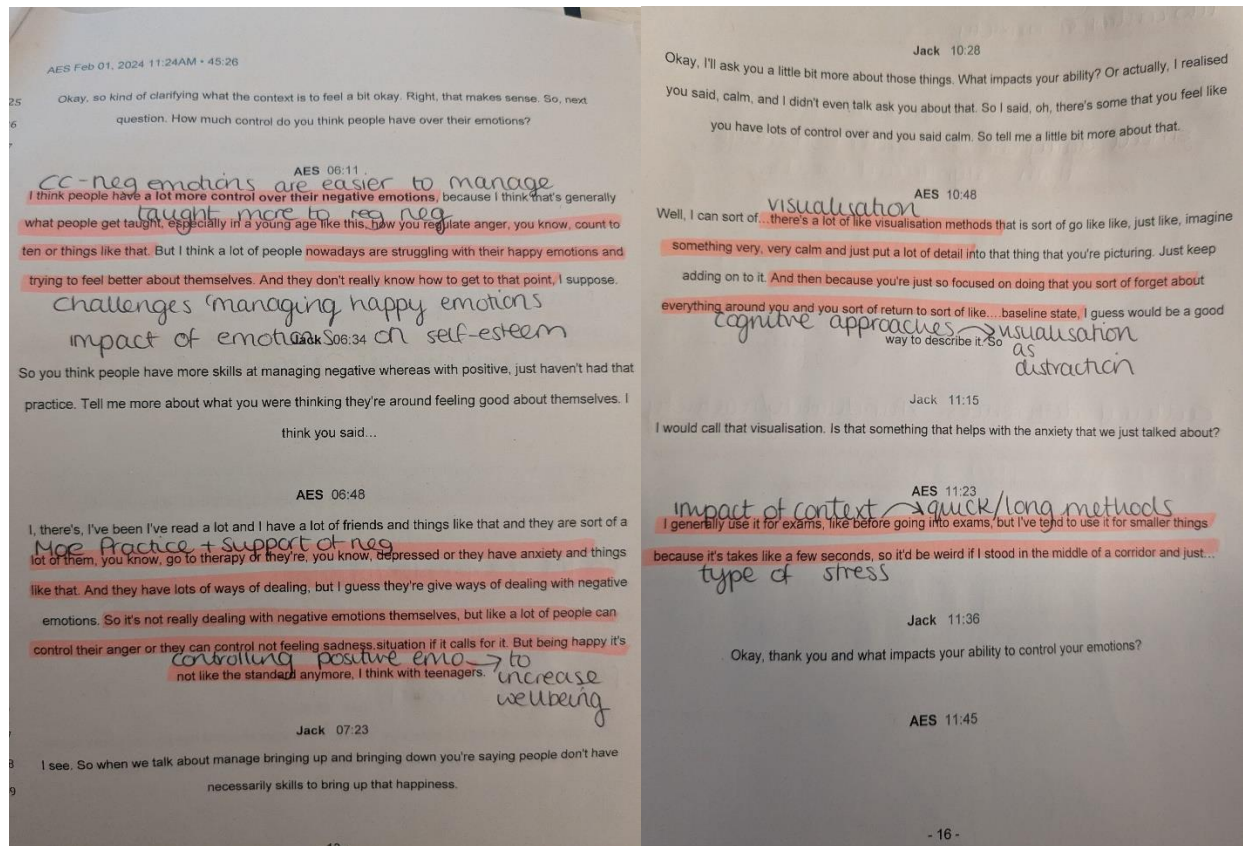 AES Feb 01, 2024 11:24AM • 45:26
25 Okay, so kind of clarifying what the context is to feel a bit okay. Right, that makes sense. So, next
question. How much control do you think people have over their emotions?
AES 06:11
CC-neg emotions are easier to manage
I think people have a lot more control over their negative emotions, because I think that's generally
taught more to reg neg
what people get taught, especially in a young age like this, how you regulate anger, you know, count to
ten or things like that. But I think a lot of people nowadays are struggling with their happy emotions and
trying to feel better about themselves. And they don't really know how to get to that point, I suppose.
Challenges managing happy emotions
impact of emotions on self-esteem
Jack 06:34
So you think people have more skills at managing negative whereas with positive, just haven't had that
practice. Tell me more about what you were thinking they're around feeling good about themselves. I
think you said...
AES 06:48
I, there's, I've been I've read a lot and I have a lot of friends and things like that and they are sort of a
More Practice + support of neg
lot of them, you know, go to therapy or they're, you know, depressed or they have anxiety and things
like that. And they have lots of ways of dealing, but I guess they're give ways of dealing with negative
emotions. So it's not really dealing with negative emotions themselves, but like a lot of people can
control their anger or they can control not feeling sadness.situation if it calls for it. But being happy it's
controlling positive emo → to
not like the standard anymore, I think with teenagers.
increase
wellbeing
Jack 07:23
I see. So when we talk about manage bringing up and bringing down you're saying people don't have
necessarily skills to bring up that happiness.
Jack 10:28
Okay, I'll ask you a little bit more about those things. What impacts your ability? Or actually, I realised
you said, calm, and I didn't even talk ask you about that. So I said, oh, there's some that you feel like
you have lots of control over and you said calm. So tell me a little bit more about that.
AES 10:48
visualisation
Well, I can sort of...there's a lot of like visualisation methods that is sort of go like like, just like, imagine
something very, very calm and just put a lot of detail into that thing that you're picturing. Just keep
adding on to it. And then because you're just so focused on doing that you sort of forget about
everything around you and you sort of return to sort of like....baseline state, I guess would be a good
cognitive approaches → visualisation
way to describe it. So
as
distraction
Jack 11:15
I would call that visualisation. Is that something that helps with the anxiety that we just talked about?
AES 11:23
impact of context → quick/long methods
I generally use it for exams, like before going into exams, but I've tend to use it for smaller things
because it's takes like a few seconds, so it'd be weird if I stood in the middle of a corridor and just...
type of stress
Jack 11:36
Okay, thank you and what impacts your ability to control your emotions?
AES 11:45
- 16 -